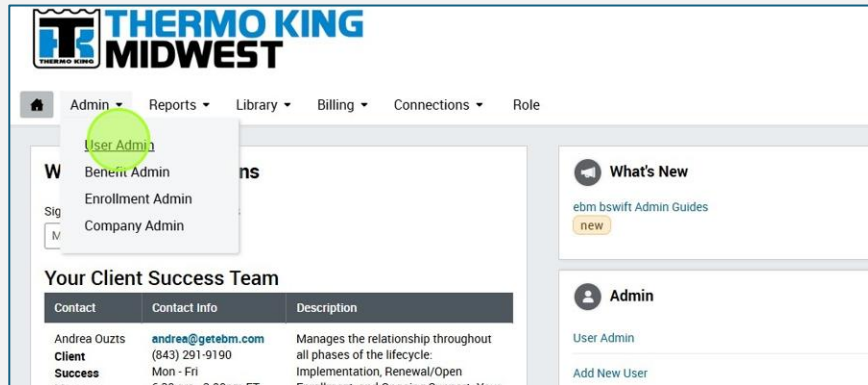 THERMO KING
MIDWEST
THERMO KING
Admin Reports Library Billing Connections Role
User Admin
Benefit Admin
Enrollment Admin
Company Admin
W ns
Sig
M
What's New
ebm bswift Admin Guides
new
Your Client Success Team
Contact Contact Info Description
Andrea Ouzts andrea@getebm.com Manages the relationship throughout
Client (843) 291-9190 all phases of the lifecycle:
Success Mon - Fri Implementation, Renewal/Open
Admin
User Admin
Add New User